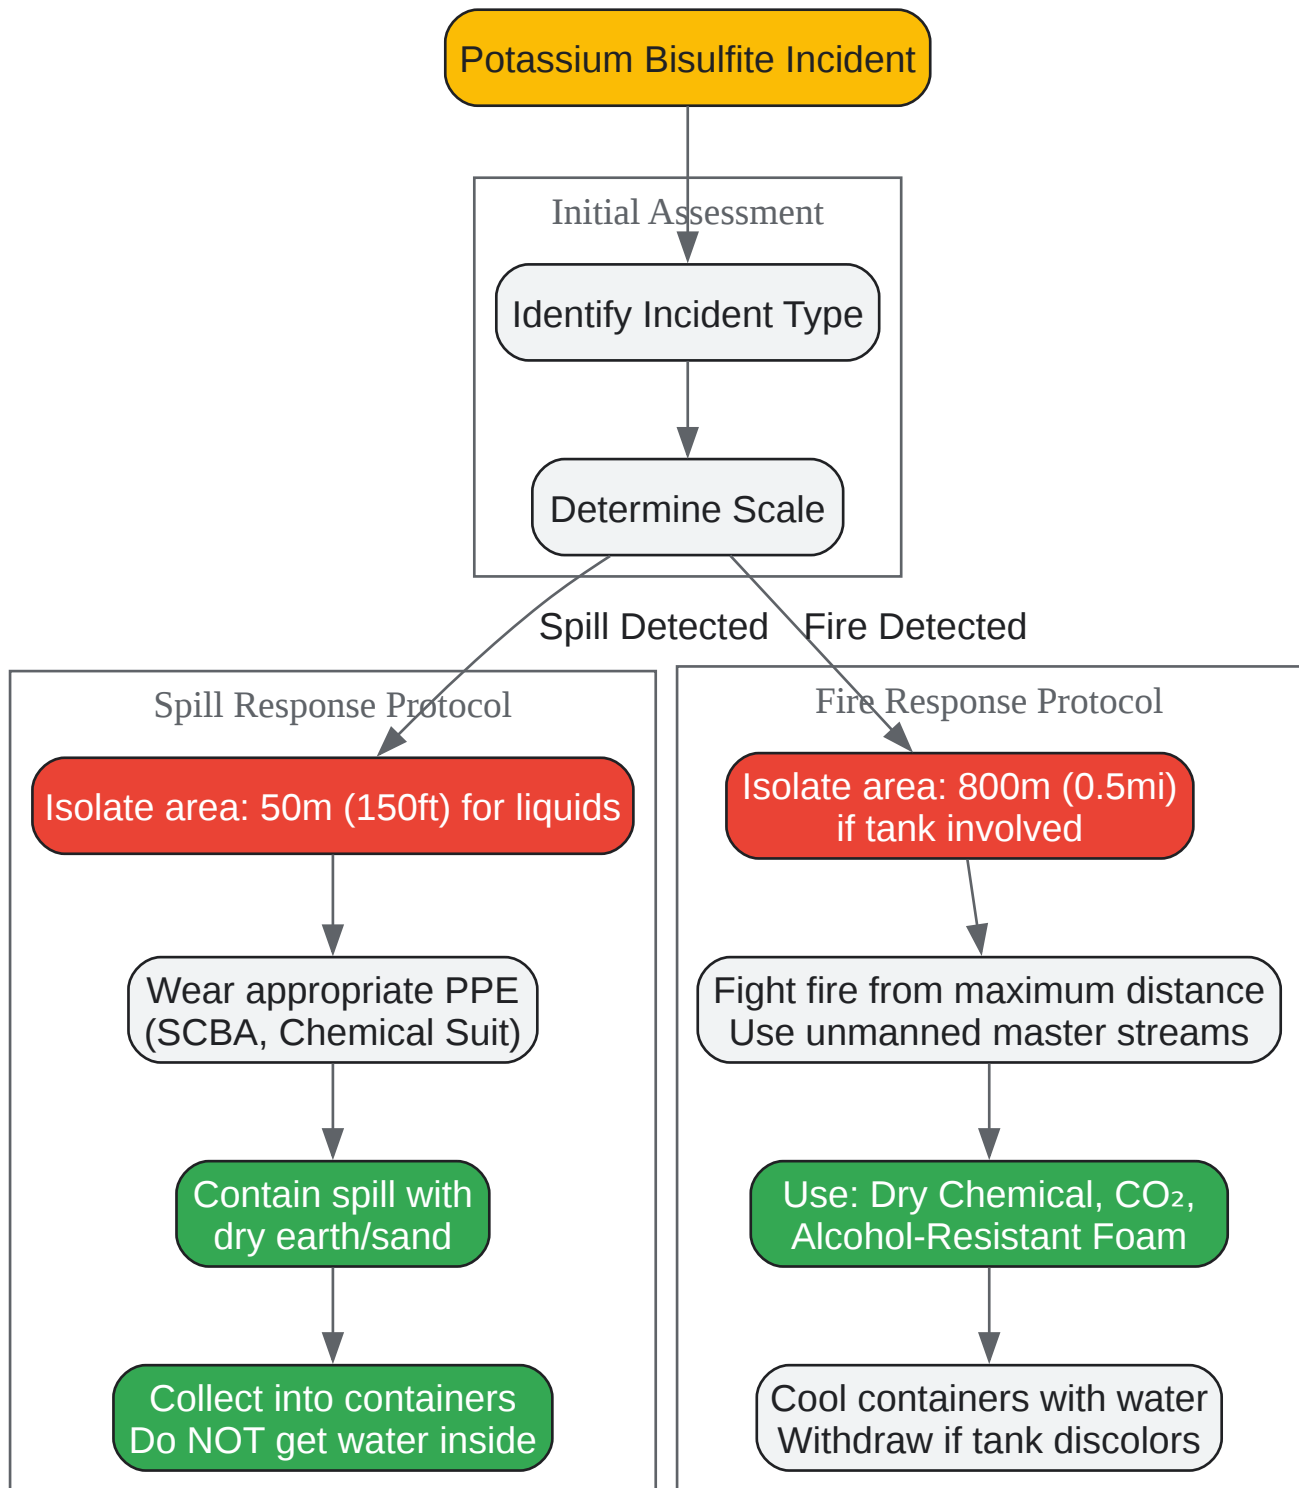 Potassium Bisulfite Incident
Initial Assessment
Identify Incident Type
Determine Scale
Spill Detected
Fire Detected
Spill Response Protocol
Isolate area: 50m (150ft) for liquids
Wear appropriate PPE
(SCBA, Chemical Suit)
Contain spill with
dry earth/sand
Collect into containers
Do NOT get water inside
Fire Response Protocol
Isolate area: 800m (0.5mi)
if tank involved
Fight fire from maximum distance
Use unmanned master streams
Use: Dry Chemical, CO₂,
Alcohol-Resistant Foam
Cool containers with water
Withdraw if tank discolors